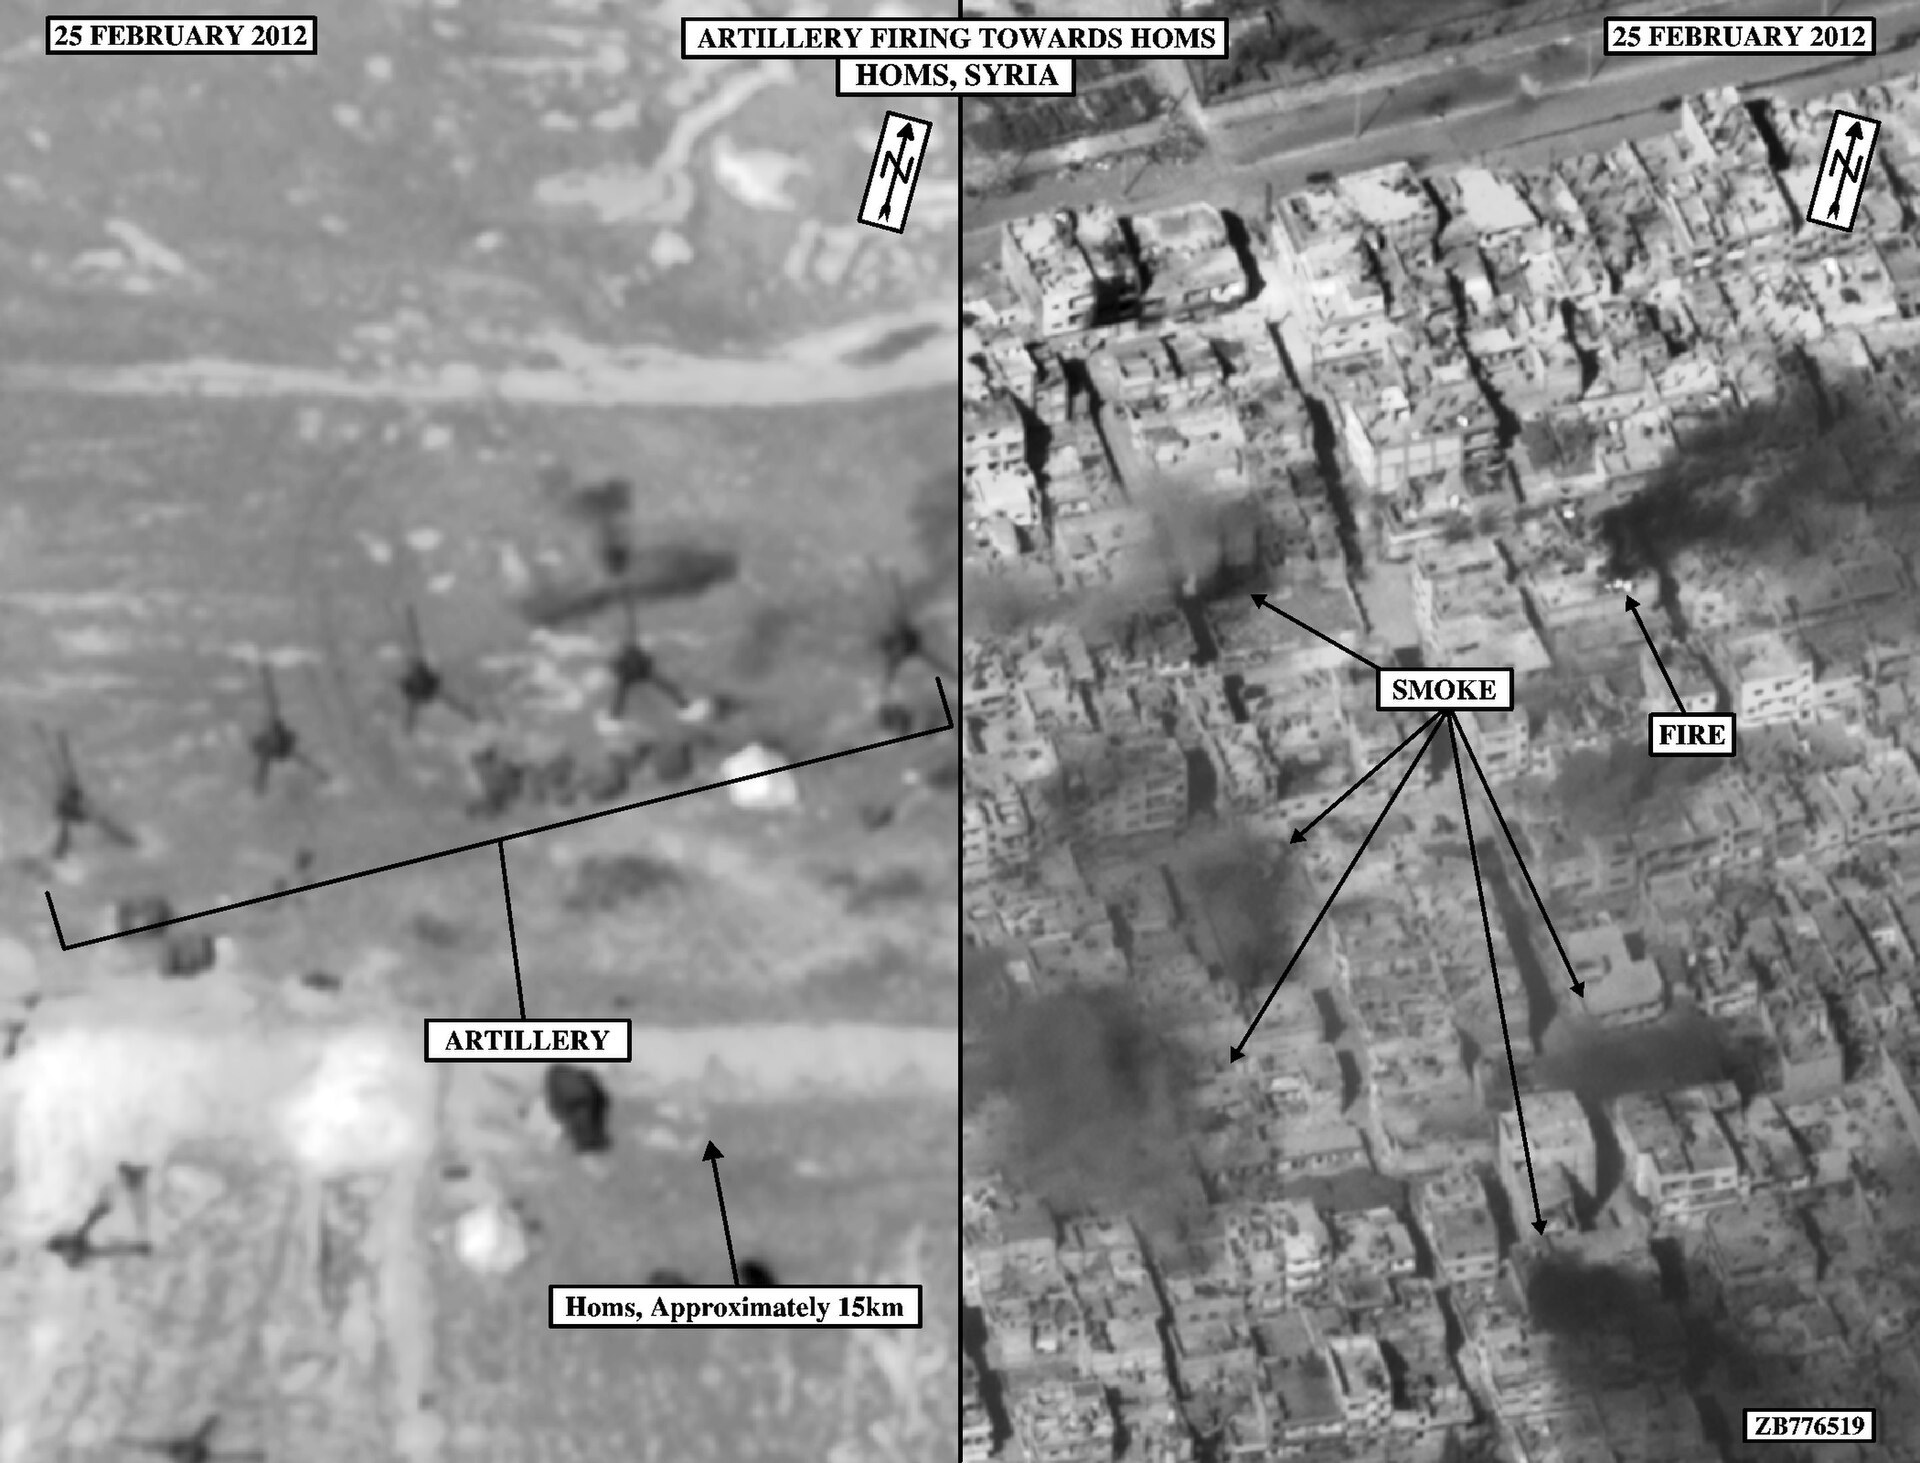 25 FEBRUARY 2012
ARTILLERY FIRING TOWARDS HOMS
25 FEBRUARY 2012
HOMS, SYRIA
N
N
SMOKE
FIRE
ARTILLERY
Homs, Approximately 15km
ZB776519